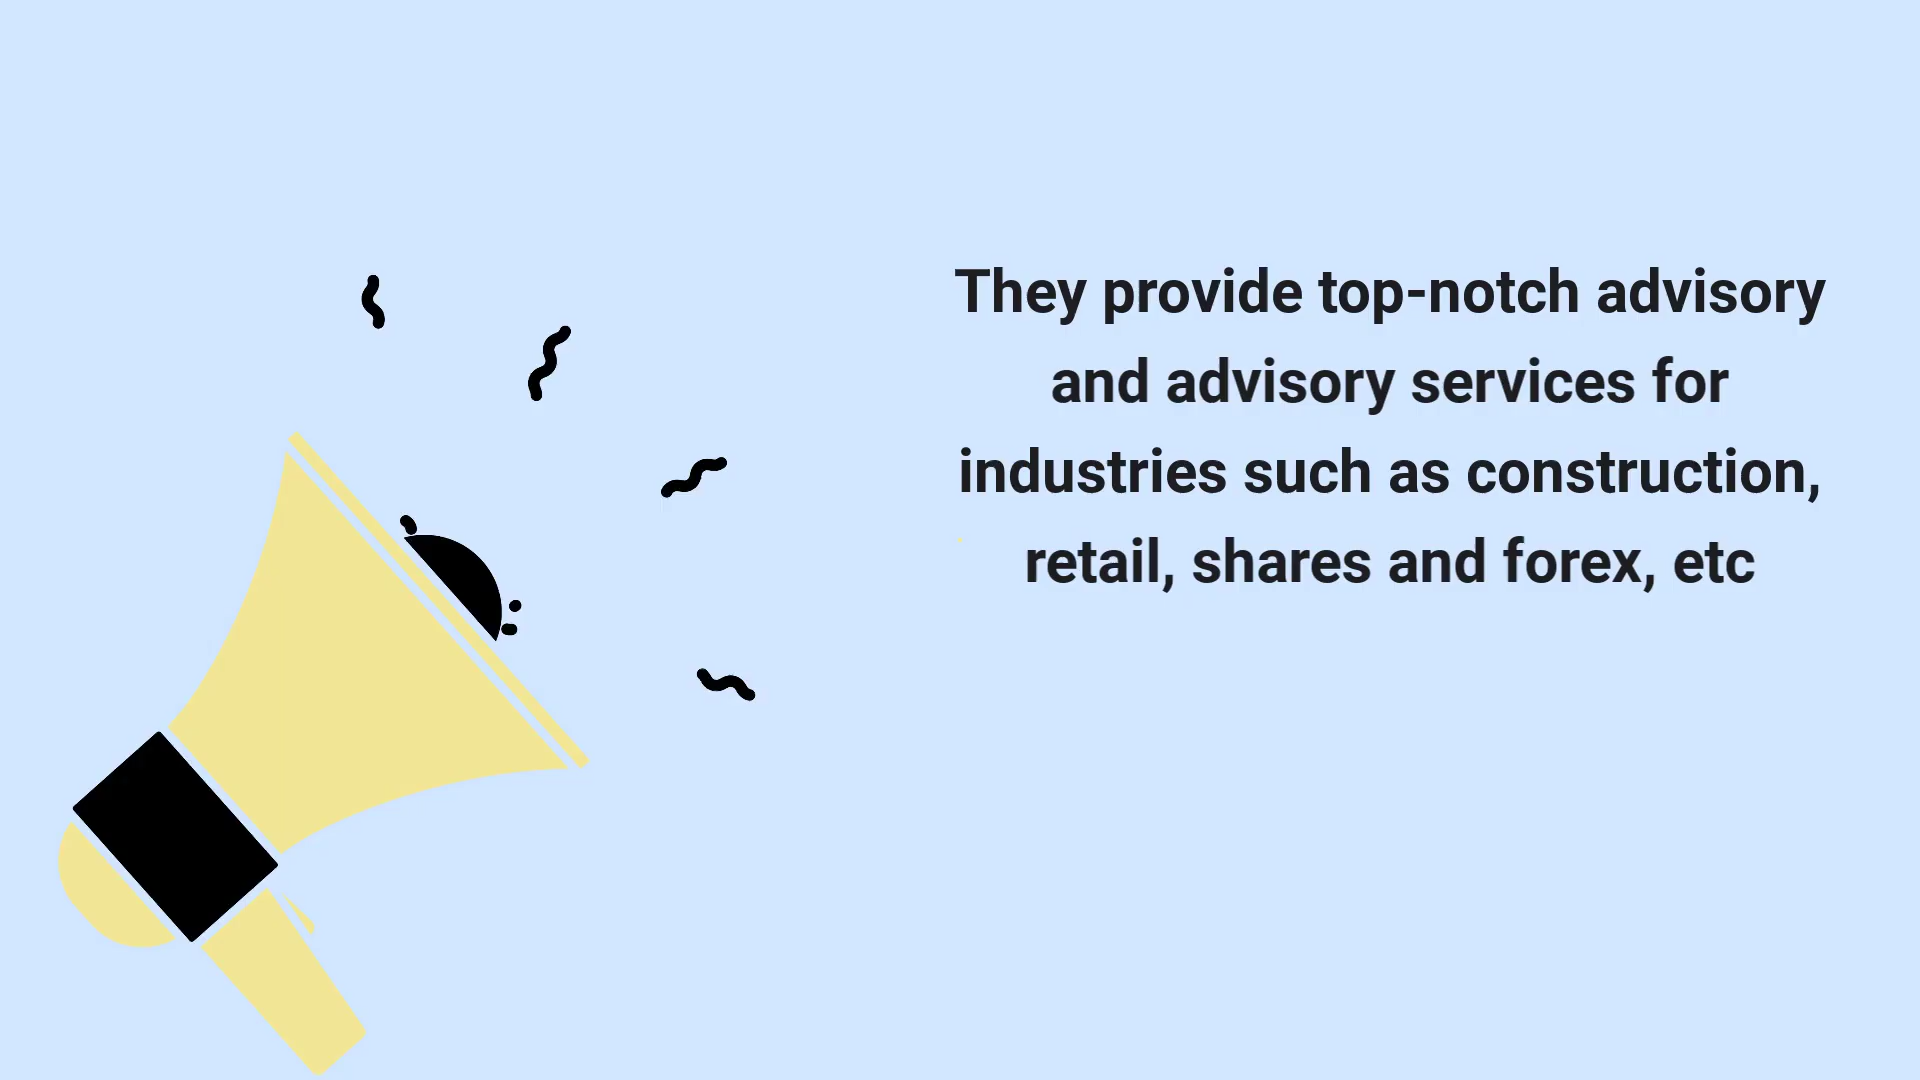 They provide top-notch advisory
and advisory services for
industries such as construction,
retail, shares and forex, etc